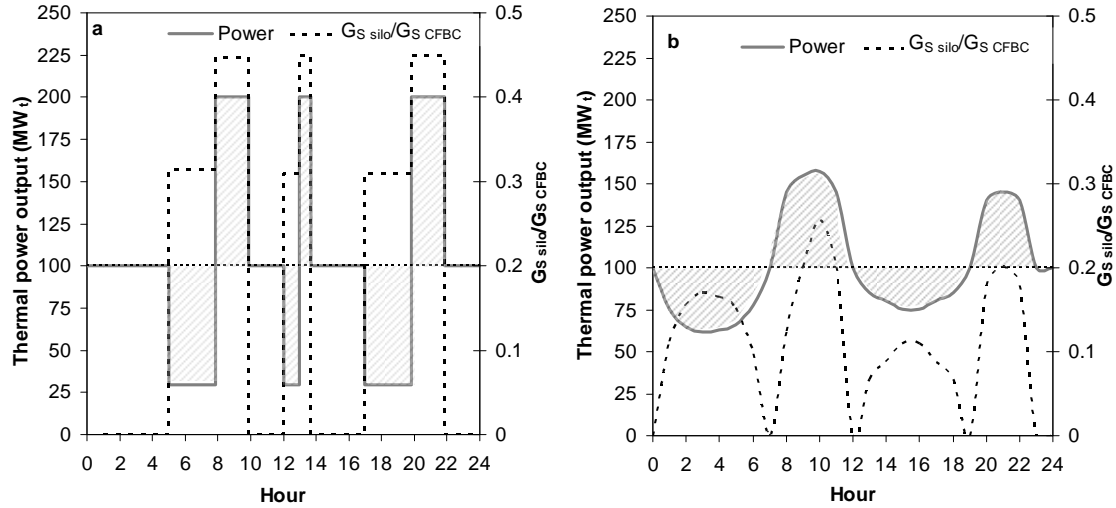 a
Power
GS silo/GS CFBC
Thermal power output (MWt)
250
225
200
175
150
125
100
75
50
25
0
0.5
0.4
0.3
0.2
0.1
0
GS silo/GS CFBC
0 2 4 6 8 10 12 14 16 18 20 22 24
Hour
b
Power
GS silo/GS CFBC
Thermal power output (MWt)
250
225
200
175
150
125
100
75
50
25
0
0.5
0.4
0.3
0.2
0.1
0
GS silo/GS CFBC
0 2 4 6 8 10 12 14 16 18 20 22 24
Hour